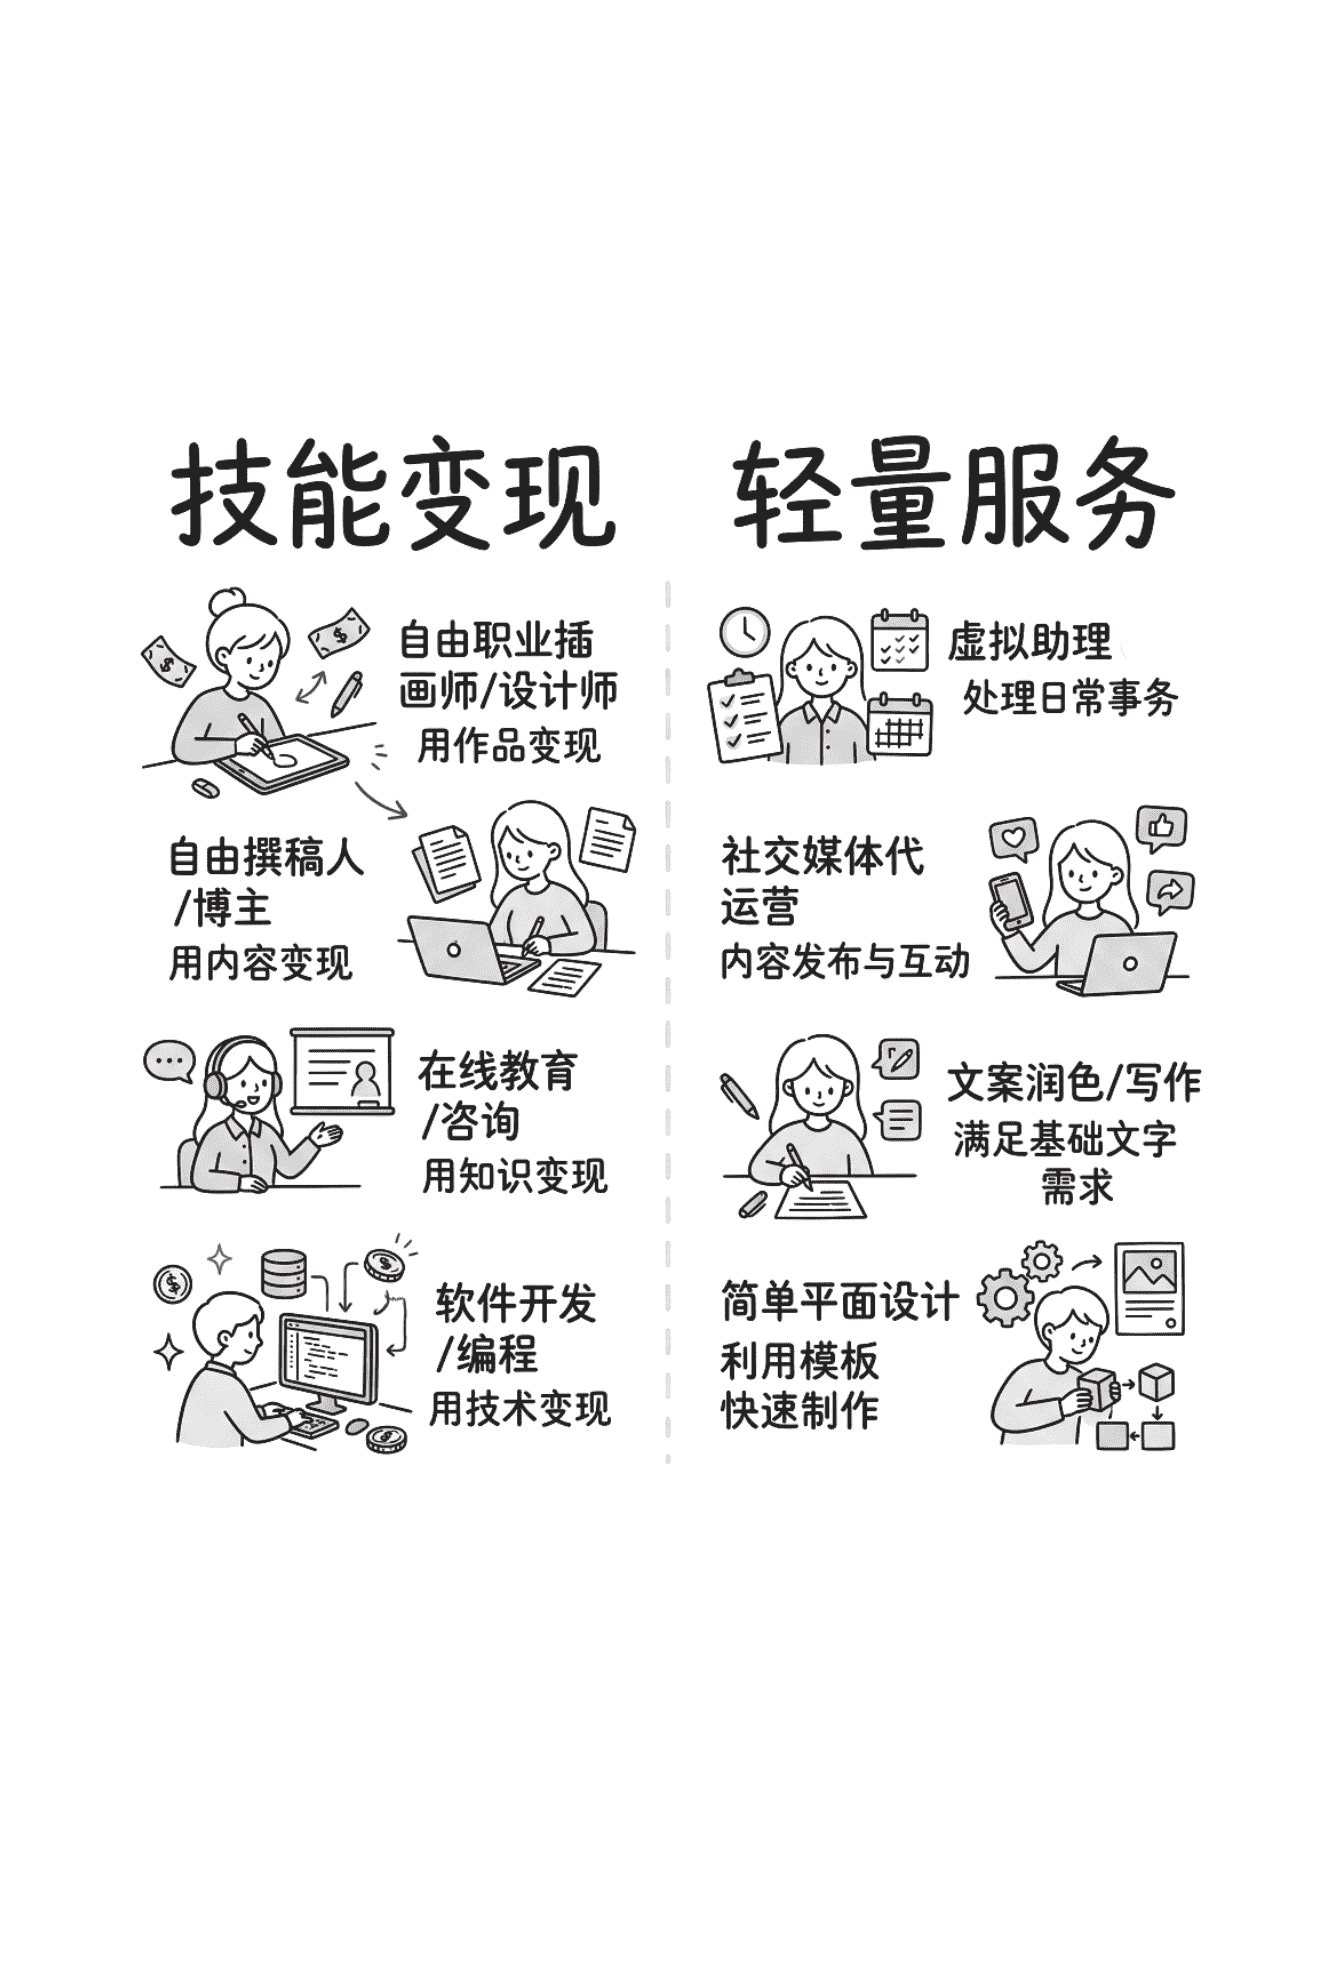 技能变现
自由职业插
画师/设计师
用作品变现
自由撰稿人
/博主
用内容变现
在线教育
/咨询
用知识变现
软件开发
/编程
用技术变现
轻量服务
虚拟助理
处理日常事务
社交媒体代
运营
内容发布与互动
文案润色/写作
满足基础文字
需求
简单平面设计
利用模板
快速制作